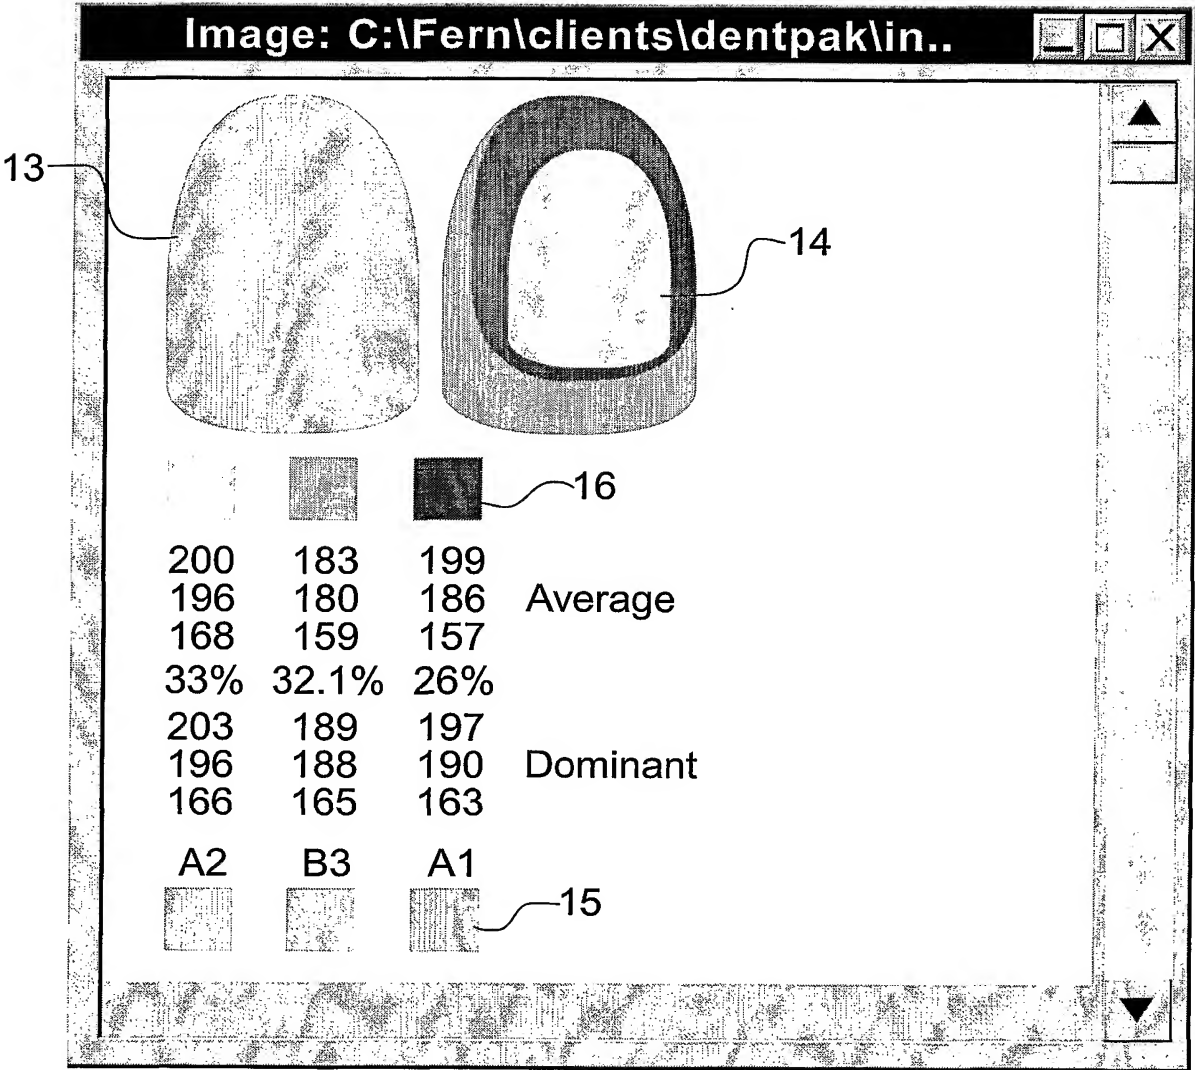 Image: C:\Fern\clients\dentpak\in..
13
14
16
200 183 199
196 180 186 Average
168 159 157
33% 32.1% 26%
203 189 197
196 188 190 Dominant
166 165 163
A2 B3 A1
15